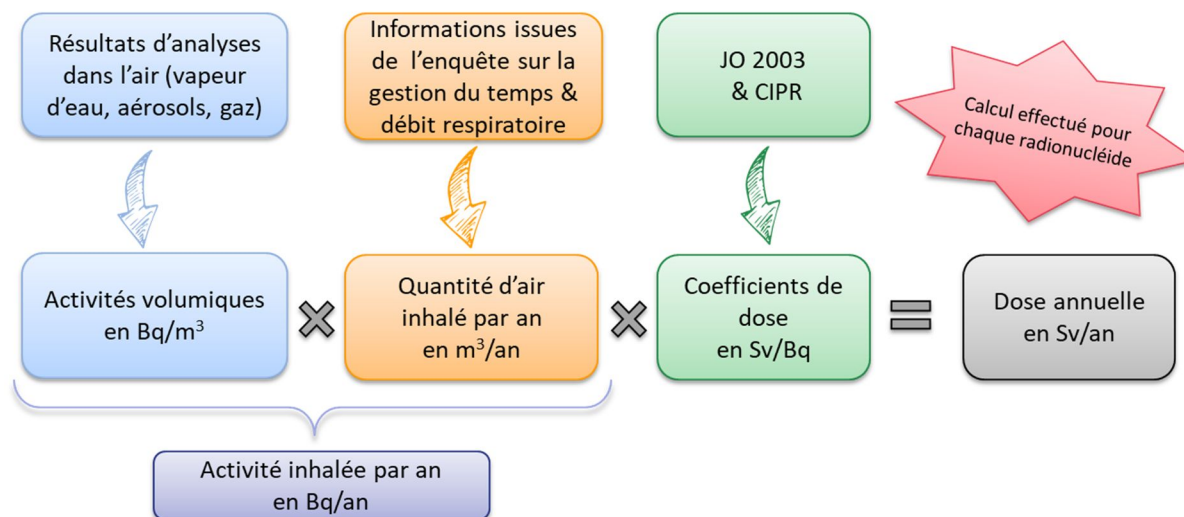 Résultats d’analyses
dans l’air (vapeur
d’eau, aérosols, gaz)
Informations issues
de l’enquête sur la
gestion du temps &
débit respiratoire
JO 2003
& CIPR
Calcul effectué pour
chaque radionucléide
Activités volumiques
en Bq/m³
Quantité d’air
inhalé par an
en m³/an
Coefficients de
dose
en Sv/Bq
Dose annuelle
en Sv/an
Activité inhalée par an
en Bq/an